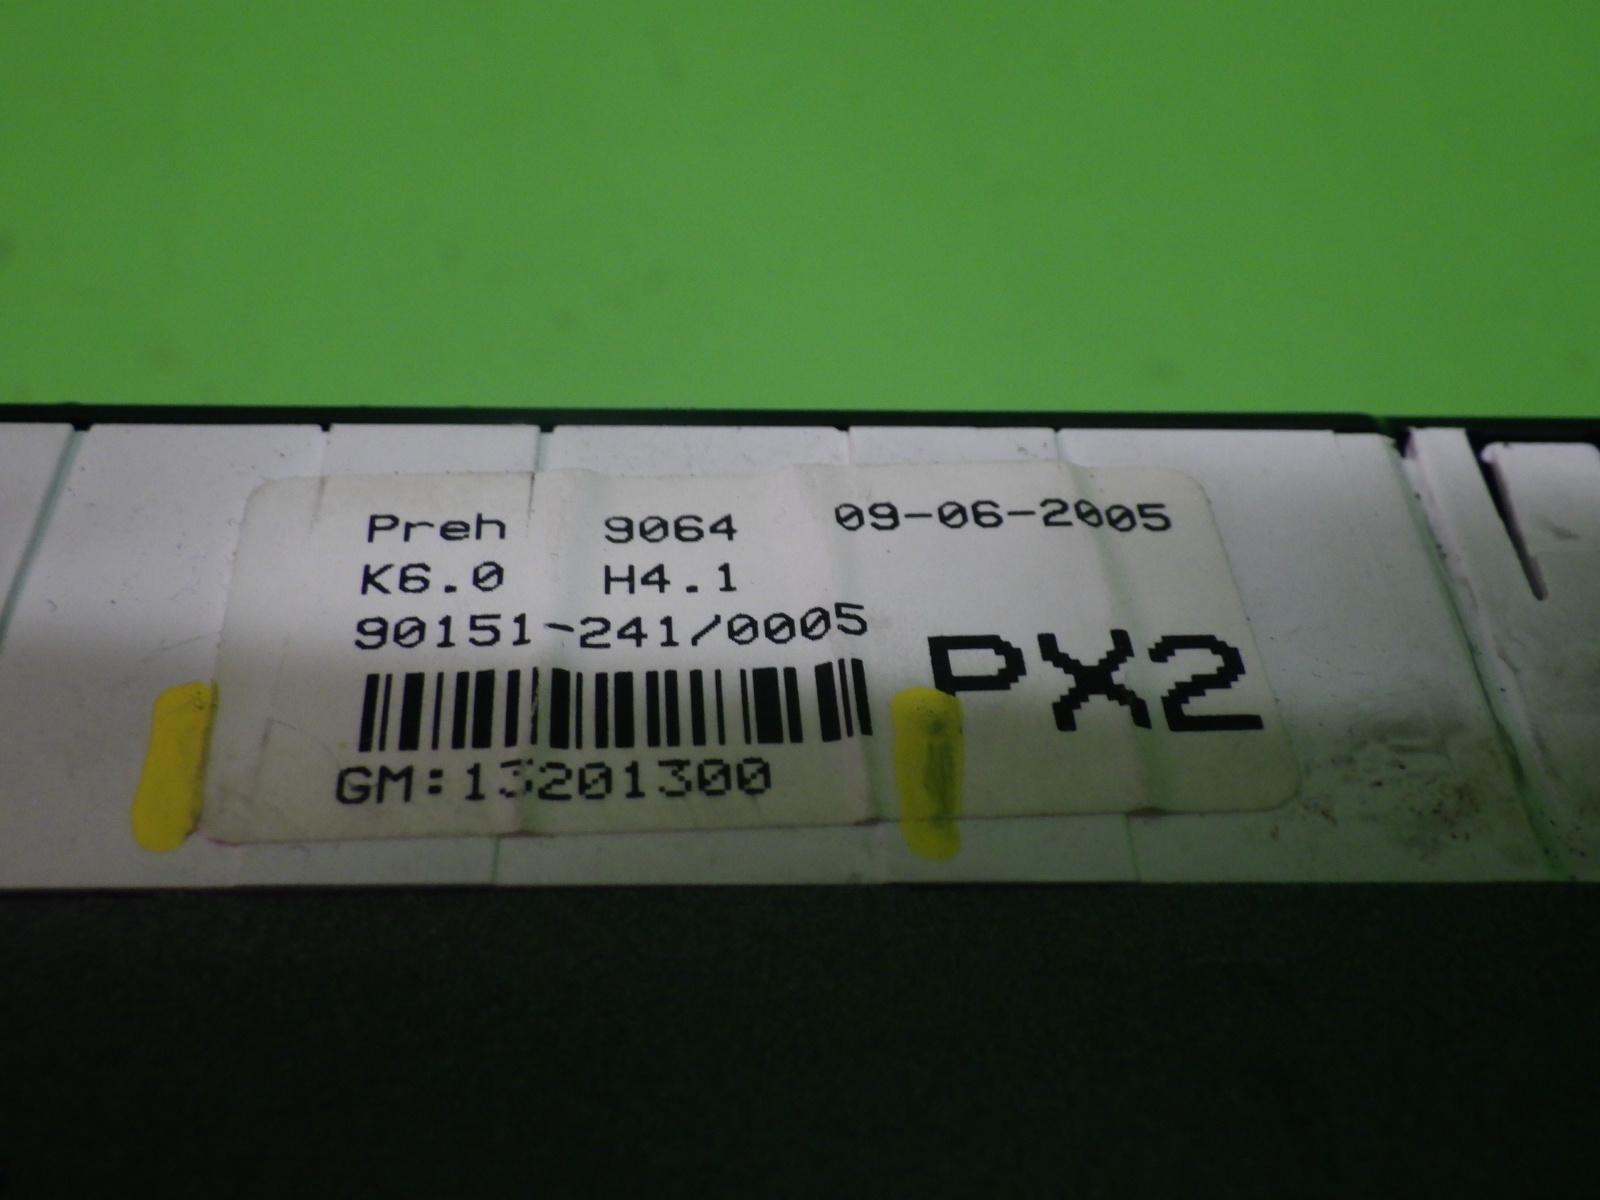 Preh 9064 09-06-2005
K6.0 H4.1
90151-241/0005
PX2
GM:13201300